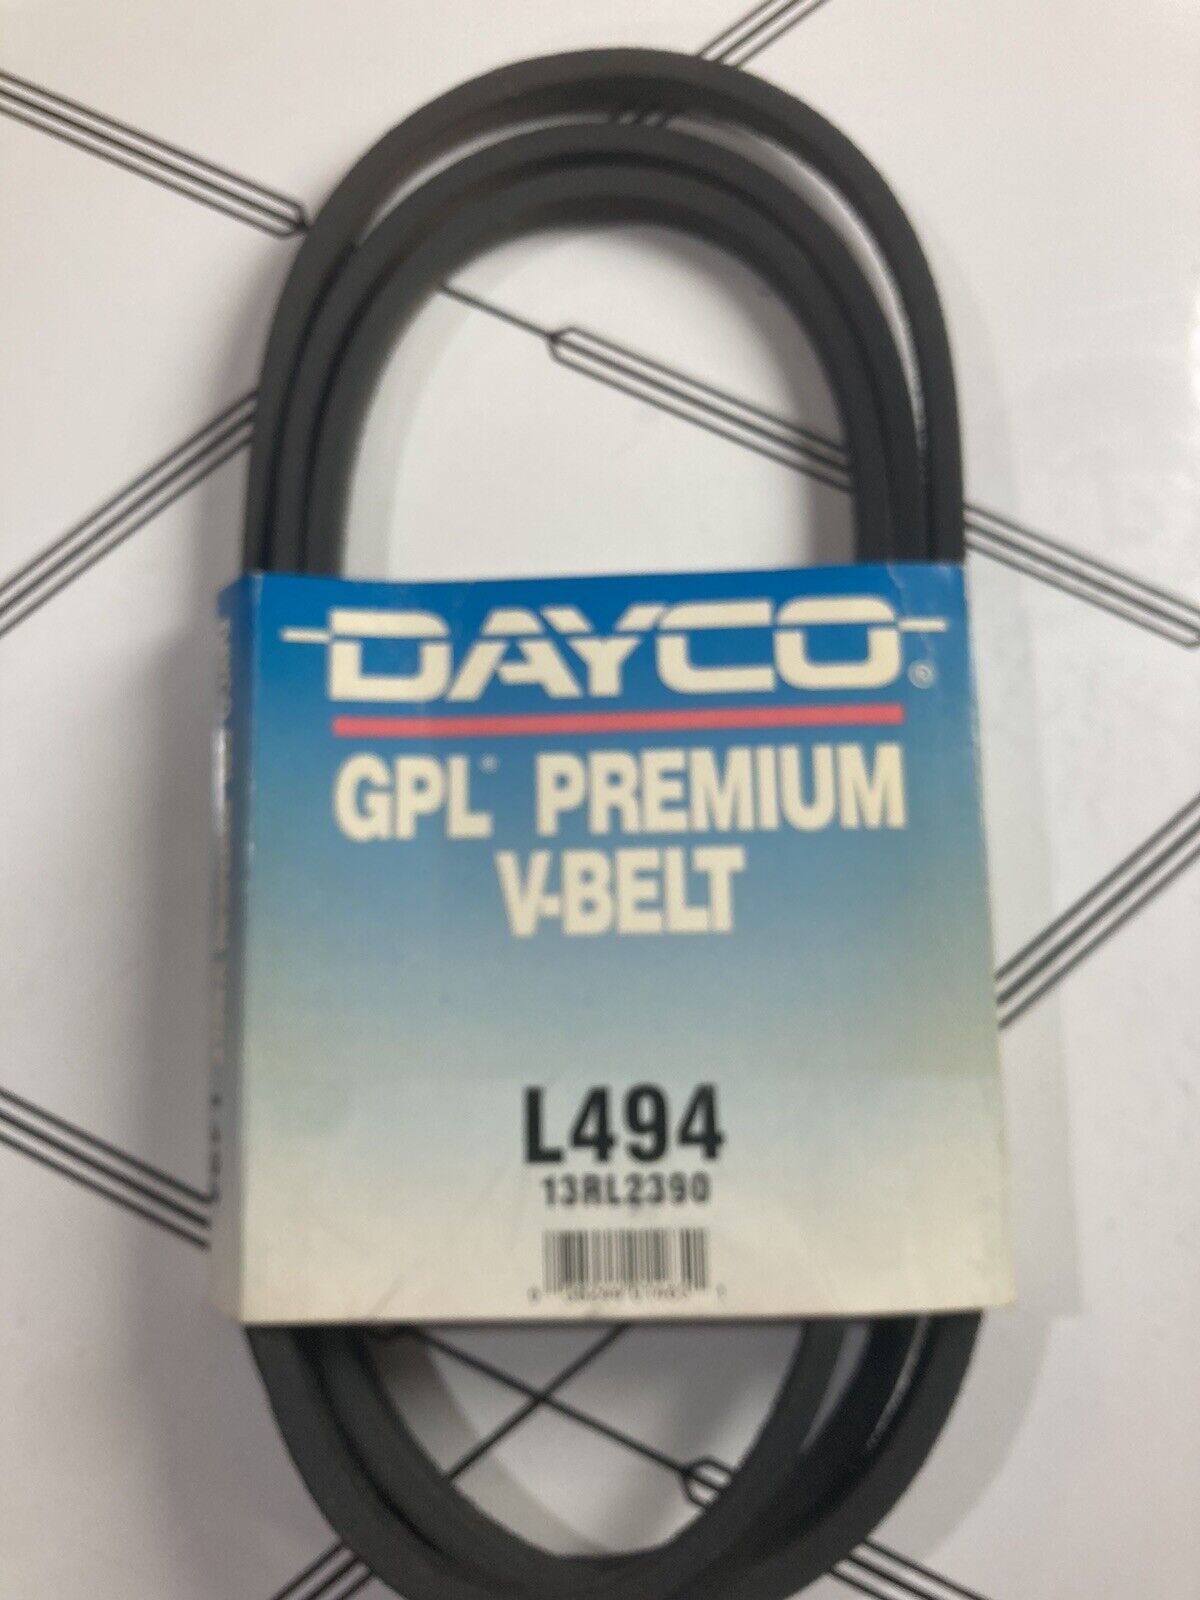 DAYCO®
GPL® PREMIUM
V-BELT
L494
13RL2390